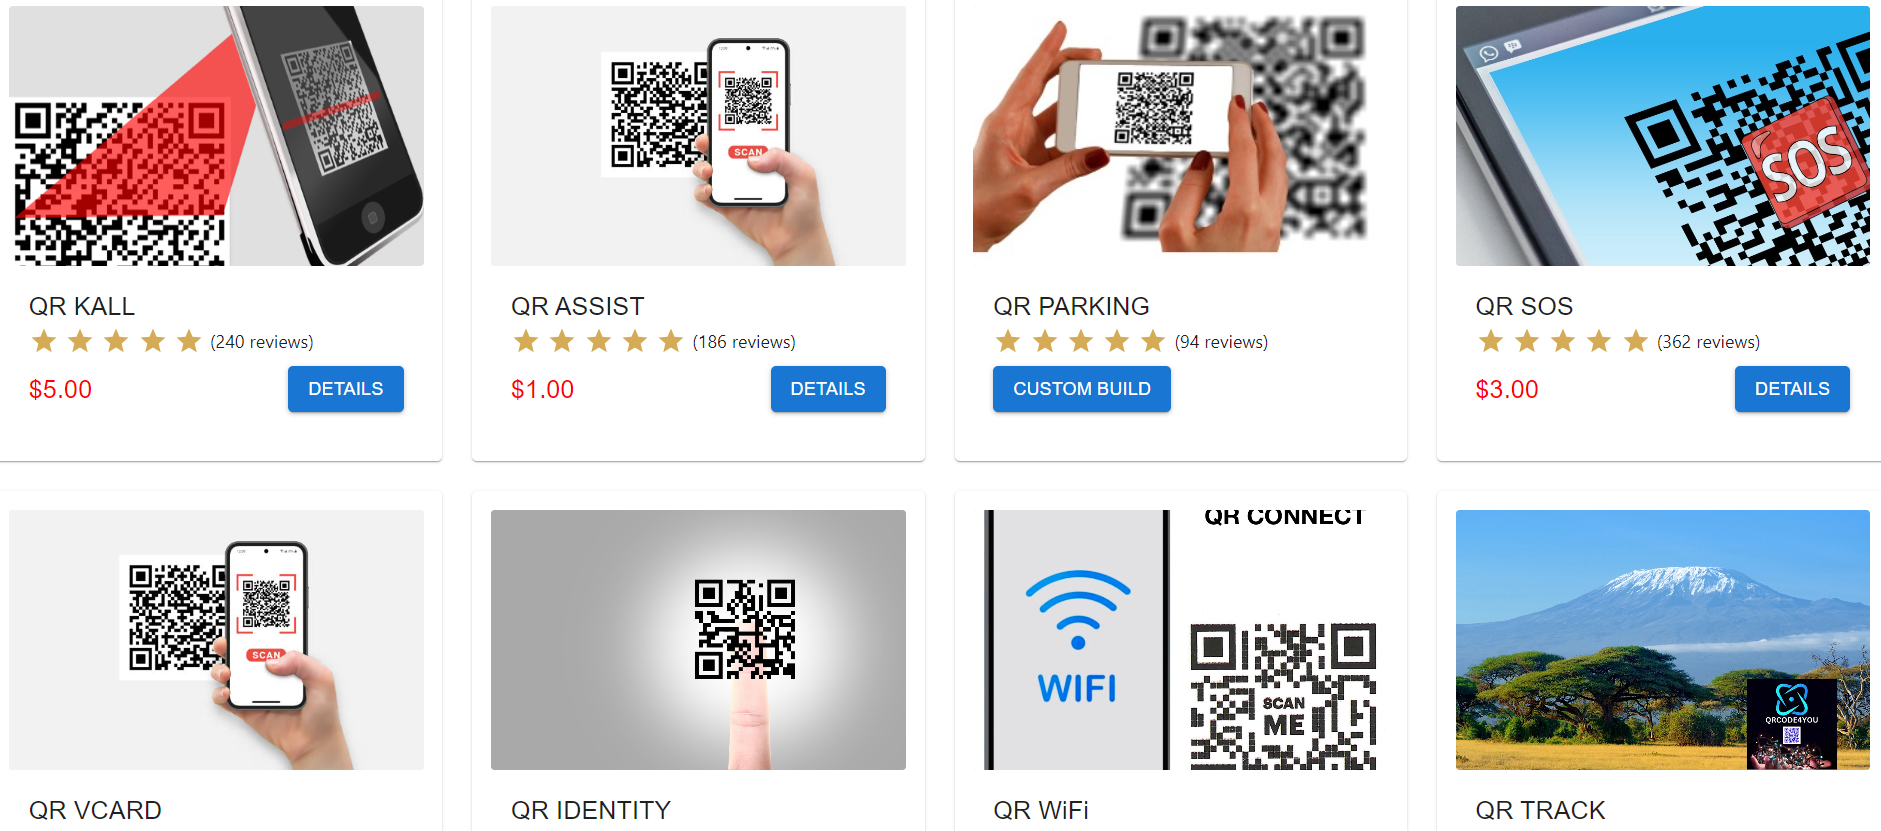 SCAN
SOS
QR KALL
(240 reviews)
$5.00
DETAILS
QR ASSIST
(186 reviews)
$1.00
DETAILS
QR PARKING
(94 reviews)
CUSTOM BUILD
QR SOS
(362 reviews)
$3.00
DETAILS
SCAN
QR CONNECT
WIFI
SCAN
ME
QRCODE4YOU
QR VCARD
QR IDENTITY
QR WiFi
QR TRACK